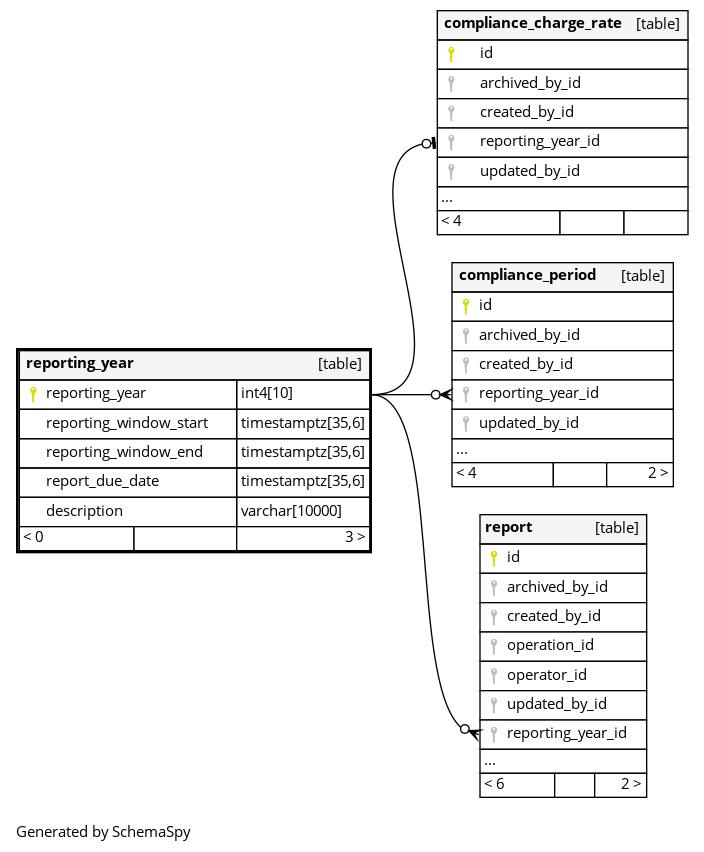 compliance_charge_rate [table]
id
archived_by_id
created_by_id
reporting_year_id
updated_by_id
...
< 4
compliance_period [table]
id
archived_by_id
created_by_id
reporting_year_id
updated_by_id
...
< 4 2 >
reporting_year [table]
reporting_year int4[10]
reporting_window_start timestamptz[35,6]
reporting_window_end timestamptz[35,6]
report_due_date timestamptz[35,6]
description varchar[10000]
< 0 3 >
report [table]
id
archived_by_id
created_by_id
operation_id
operator_id
updated_by_id
reporting_year_id
...
< 6 2 >
Generated by SchemaSpy